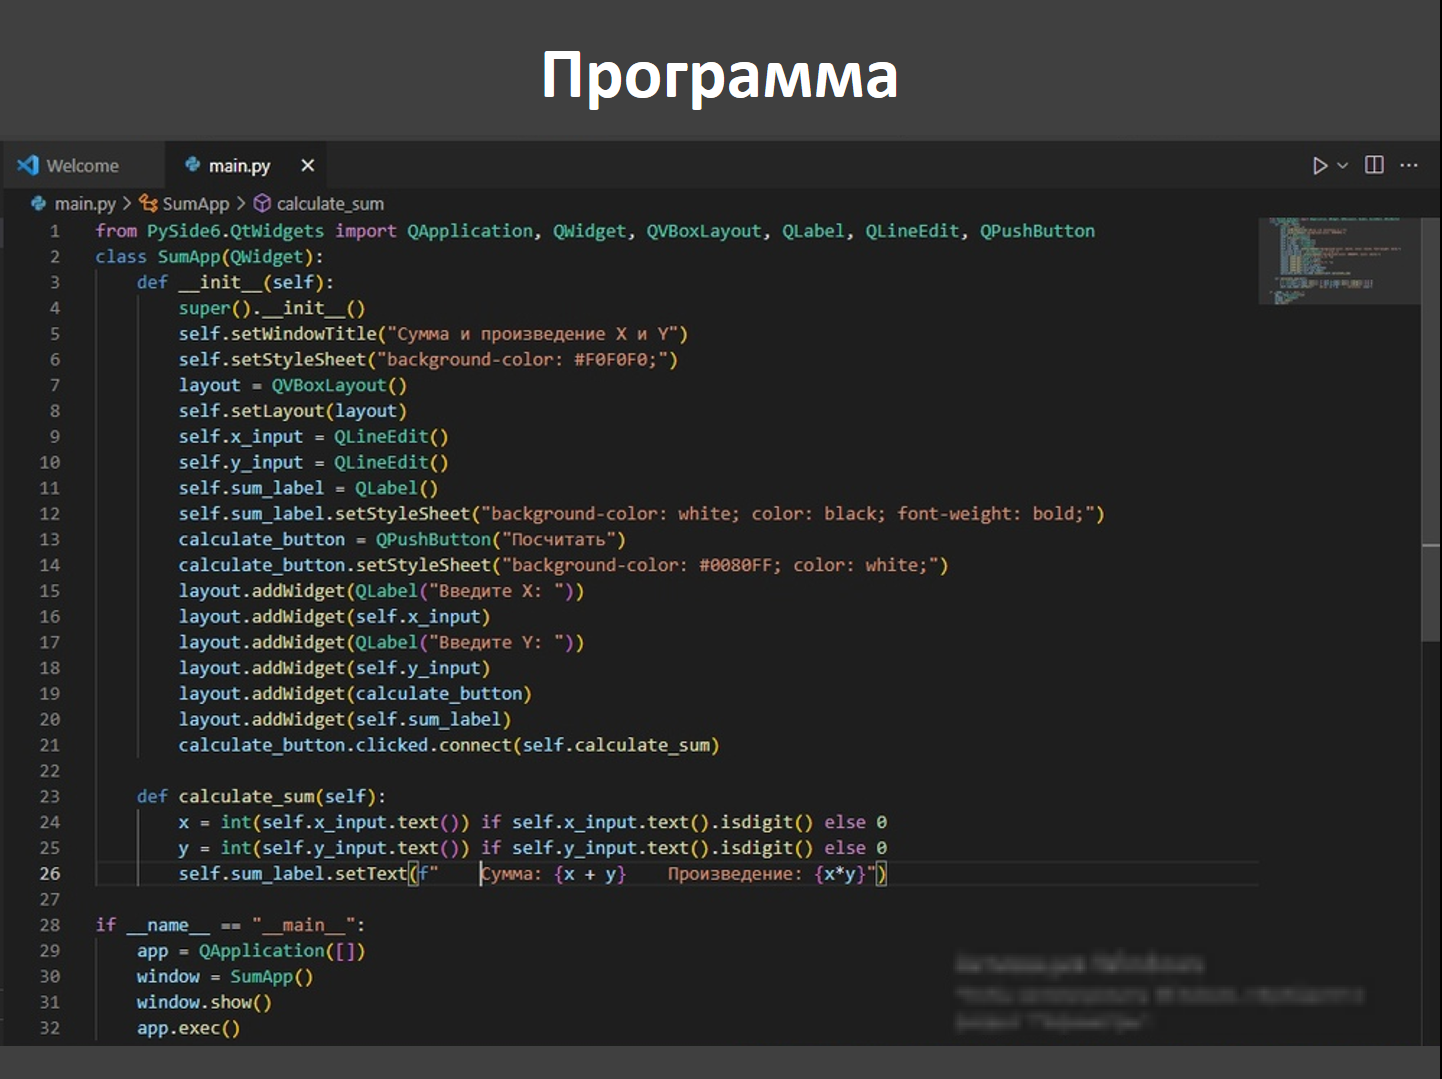 Программа
Welcome main.py
main.py > SumApp > calculate_sum
1 from PySide6.QtWidgets import QApplication, QWidget, QVBoxLayout, QLabel, QLineEdit, QPushButton
2 class SumApp(QWidget):
3     def __init__(self):
4         super().__init__()
5         self.setWindowTitle("Сумма и произведение X и Y")
6         self.setStyleSheet("background-color: #F0F0F0;")
7         layout = QVBoxLayout()
8         self.setLayout(layout)
9         self.x_input = QLineEdit()
10         self.y_input = QLineEdit()
11         self.sum_label = QLabel()
12         self.sum_label.setStyleSheet("background-color: white; color: black; font-weight: bold;")
13         calculate_button = QPushButton("Посчитать")
14         calculate_button.setStyleSheet("background-color: #0080FF; color: white;")
15         layout.addWidget(QLabel("Введите X: "))
16         layout.addWidget(self.x_input)
17         layout.addWidget(QLabel("Введите Y: "))
18         layout.addWidget(self.y_input)
19         layout.addWidget(calculate_button)
20         layout.addWidget(self.sum_label)
21         calculate_button.clicked.connect(self.calculate_sum)
22
23     def calculate_sum(self):
24         x = int(self.x_input.text()) if self.x_input.text().isdigit() else 0
25         y = int(self.y_input.text()) if self.y_input.text().isdigit() else 0
26         self.sum_label.setText(f"    Сумма: {x + y}    Произведение: {x*y}")
27
28 if __name__ == "__main__":
29     app = QApplication([])
30     window = SumApp()
31     window.show()
32     app.exec()